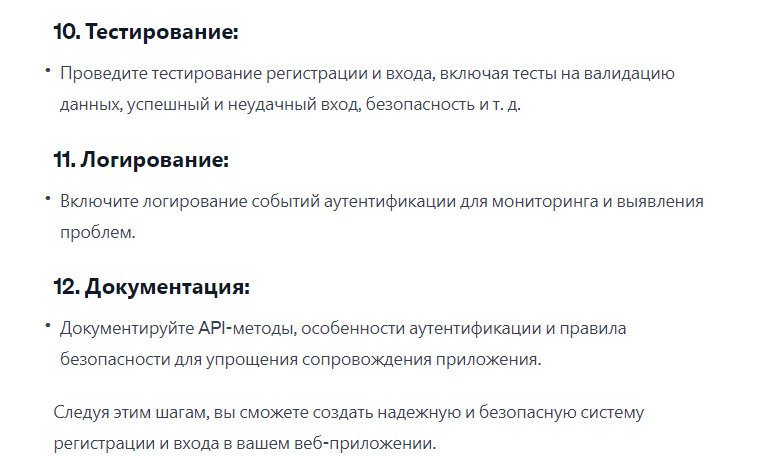 10. Тестирование:
• Проведите тестирование регистрации и входа, включая тесты на валидацию
данных, успешный и неудачный вход, безопасность и т. д.
11. Логирование:
• Включите логирование событий аутентификации для мониторинга и выявления
проблем.
12. Документация:
• Документируйте API-методы, особенности аутентификации и правила
безопасности для упрощения сопровождения приложения.
Следуя этим шагам, вы сможете создать надежную и безопасную систему
регистрации и входа в вашем веб-приложении.